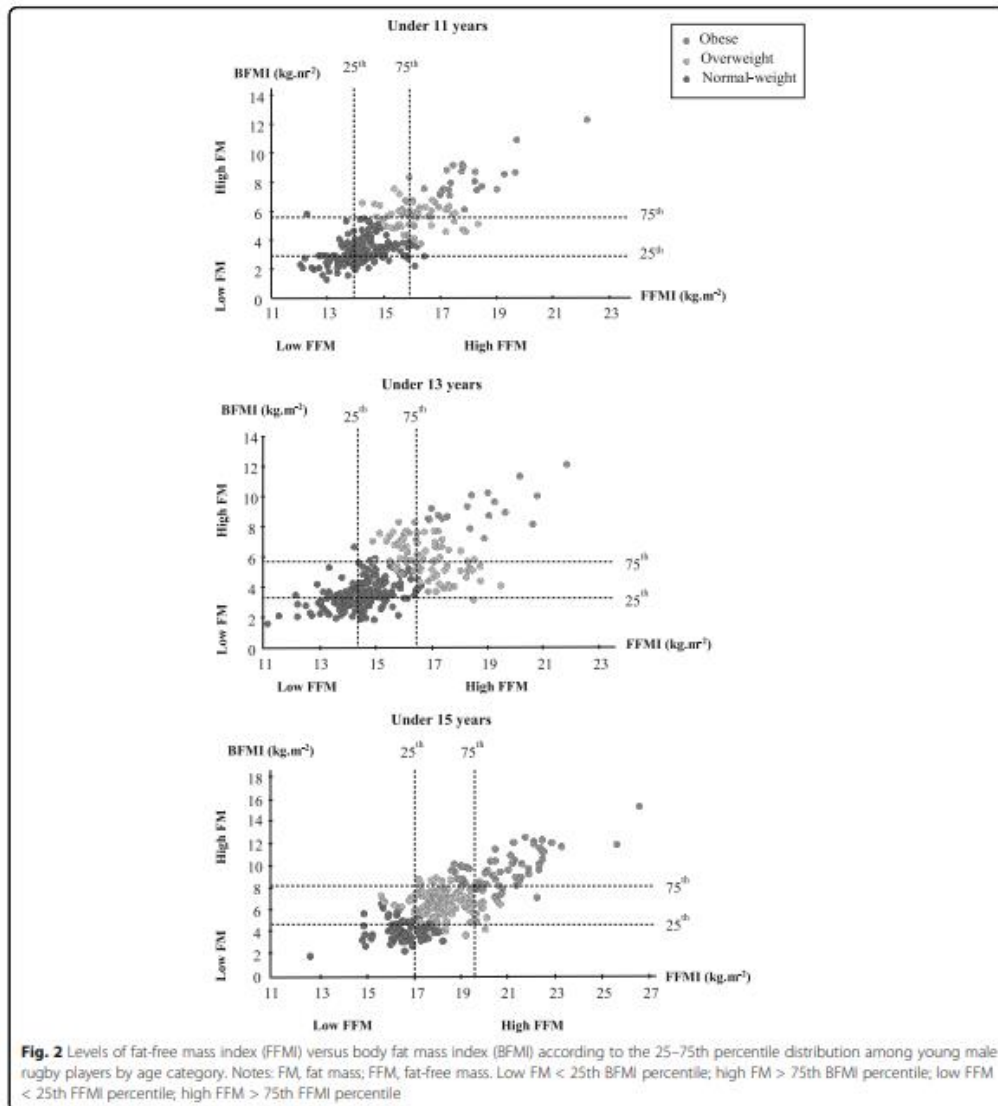 Under 11 years
Obese
Overweight
Normal-weight
BFMI (kg.m-2)
25th
75th
14
12
10
8
6
4
2
0
High FM
Low FM
75th
25th
FFMI (kg.m-2)
11 13 15 17 19 21 23
Low FFM High FFM
Under 13 years
BFMI (kg.m-2)
25th
75th
14
12
10
8
6
4
2
0
High FM
Low FM
75th
25th
FFMI (kg.m-2)
11 13 15 17 19 21 23
Low FFM High FFM
Under 15 years
BFMI (kg.m-2)
25th
75th
18
16
14
12
10
8
6
4
2
0
High FM
Low FM
75th
25th
FFMI (kg.m-2)
11 13 15 17 19 21 23 25 27
Low FFM High FFM
Fig. 2 Levels of fat-free mass index (FFMI) versus body fat mass index (BFMI) according to the 25–75th percentile distribution among young male
rugby players by age category. Notes: FM, fat mass; FFM, fat-free mass. Low FM < 25th BFMI percentile; high FM > 75th BFMI percentile; low FFM
< 25th FFMI percentile; high FFM > 75th FFMI percentile